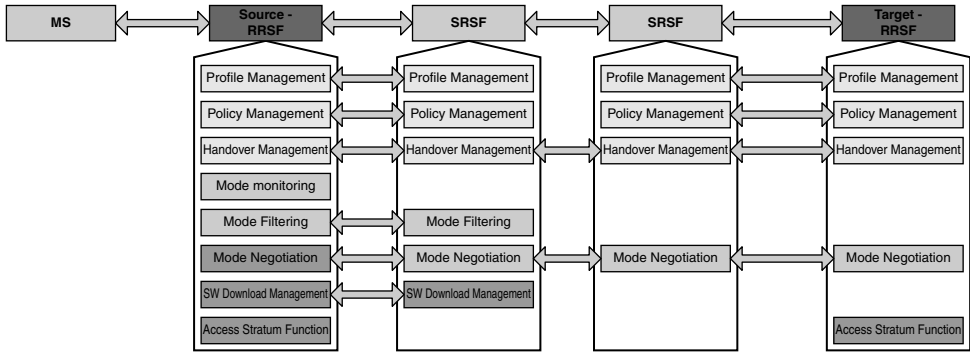 MS
Source -
RRSF
SRSF
SRSF
Target -
RRSF
Profile Management
Profile Management
Profile Management
Profile Management
Policy Management
Policy Management
Policy Management
Policy Management
Handover Management
Handover Management
Handover Management
Handover Management
Mode monitoring
Mode Filtering
Mode Filtering
Mode Negotiation
Mode Negotiation
Mode Negotiation
Mode Negotiation
SW Download Management
SW Download Management
Access Stratum Function
Access Stratum Function